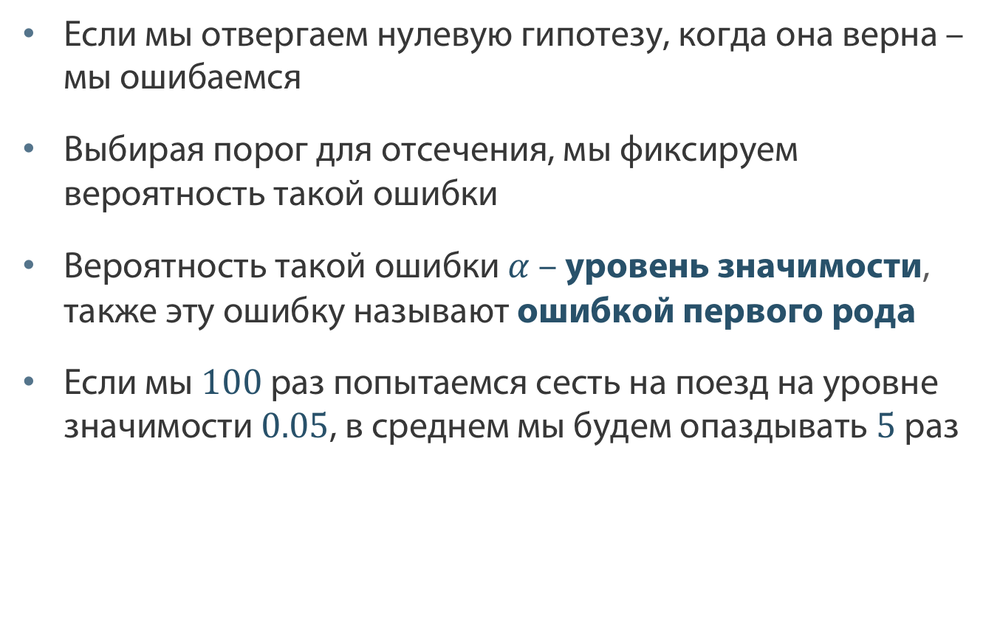 • Если мы отвергаем нулевую гипотезу, когда она верна –
мы ошибаемся
• Выбирая порог для отсечения, мы фиксируем
вероятность такой ошибки
• Вероятность такой ошибки α – уровень значимости,
также эту ошибку называют ошибкой первого рода
• Если мы 100 раз попытаемся сесть на поезд на уровне
значимости 0.05, в среднем мы будем опаздывать 5 раз